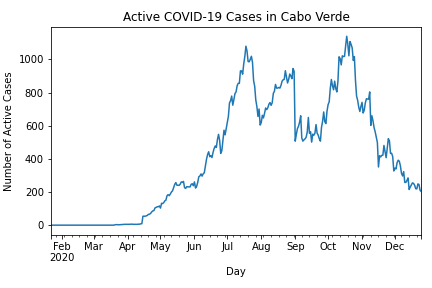 Active COVID-19 Cases in Cabo Verde
Number of Active Cases
1000
800
600
400
200
0
Feb Mar Apr May Jun Jul Aug Sep Oct Nov Dec
2020
Day